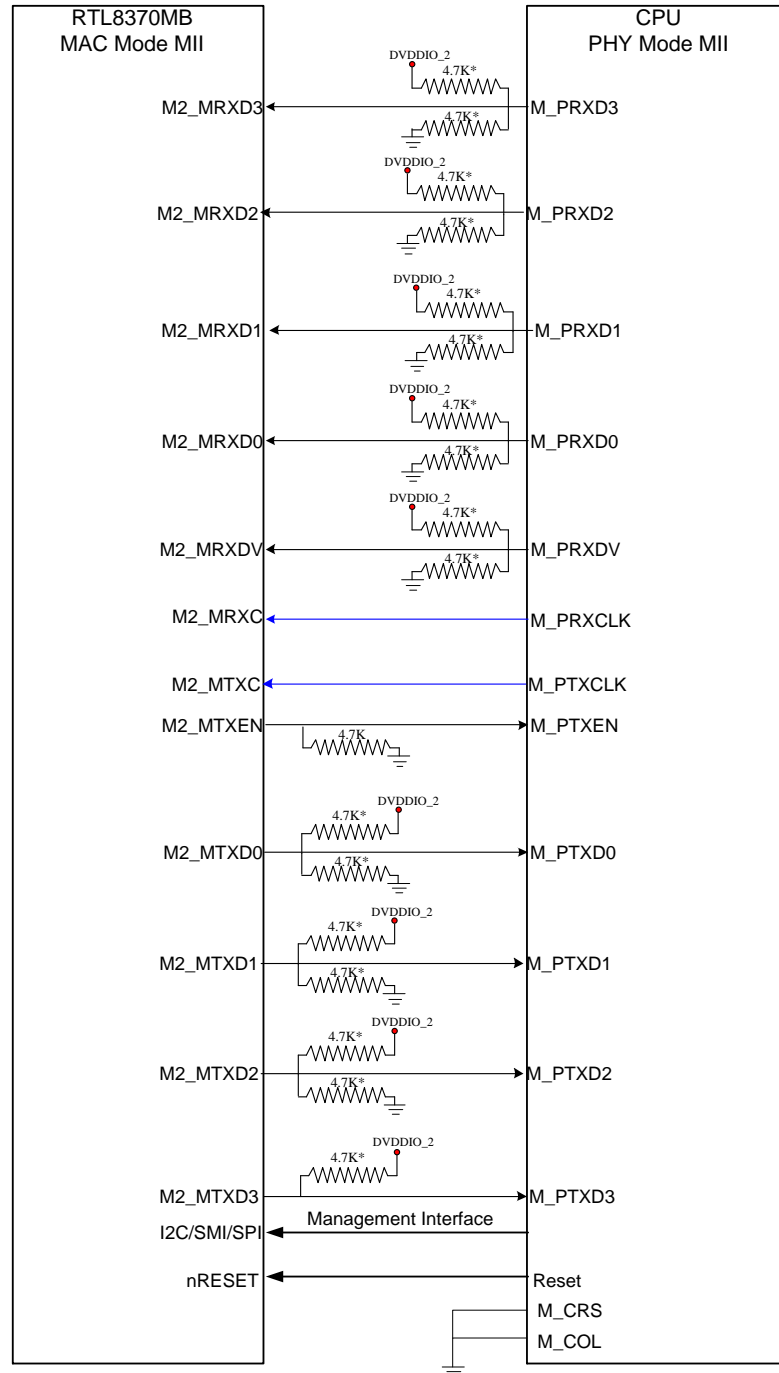 RTL8370MB
MAC Mode MII
CPU
PHY Mode MII
DVDDIO_2
4.7K*
M2_MRXD3
M_PRXD3
4.7K*
DVDDIO_2
4.7K*
M2_MRXD2
M_PRXD2
4.7K*
DVDDIO_2
4.7K*
M2_MRXD1
M_PRXD1
4.7K*
DVDDIO_2
4.7K*
M2_MRXD0
M_PRXD0
4.7K*
DVDDIO_2
4.7K*
M2_MRXDV
M_PRXDV
4.7K*
M2_MRXC
M_PRXCLK
M2_MTXC
M_PTXCLK
M2_MTXEN
M_PTXEN
4.7K
DVDDIO_2
4.7K*
M2_MTXD0
M_PTXD0
4.7K*
DVDDIO_2
4.7K*
M2_MTXD1
M_PTXD1
4.7K*
DVDDIO_2
4.7K*
M2_MTXD2
M_PTXD2
4.7K*
DVDDIO_2
4.7K*
M2_MTXD3
M_PTXD3
I2C/SMI/SPI
Management Interface
nRESET
Reset
M_CRS
M_COL